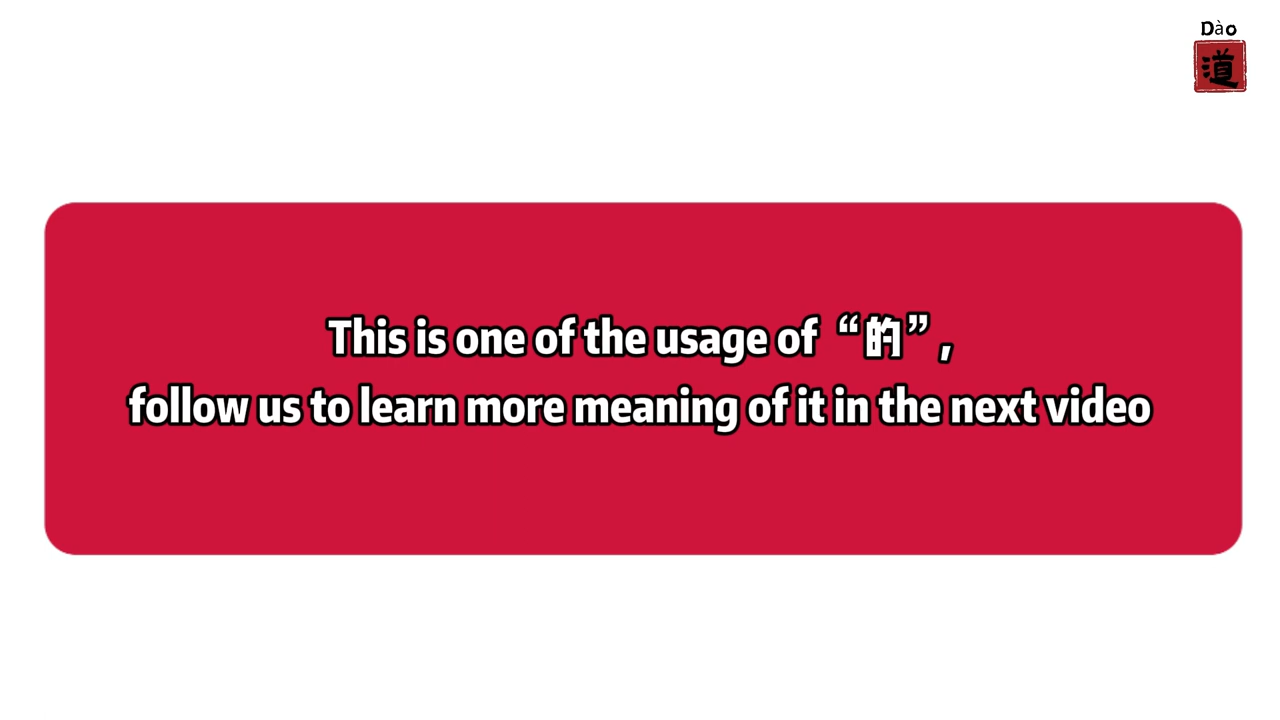 Dào
道
This is one of the usage of “的”,
follow us to learn more meaning of it in the next video